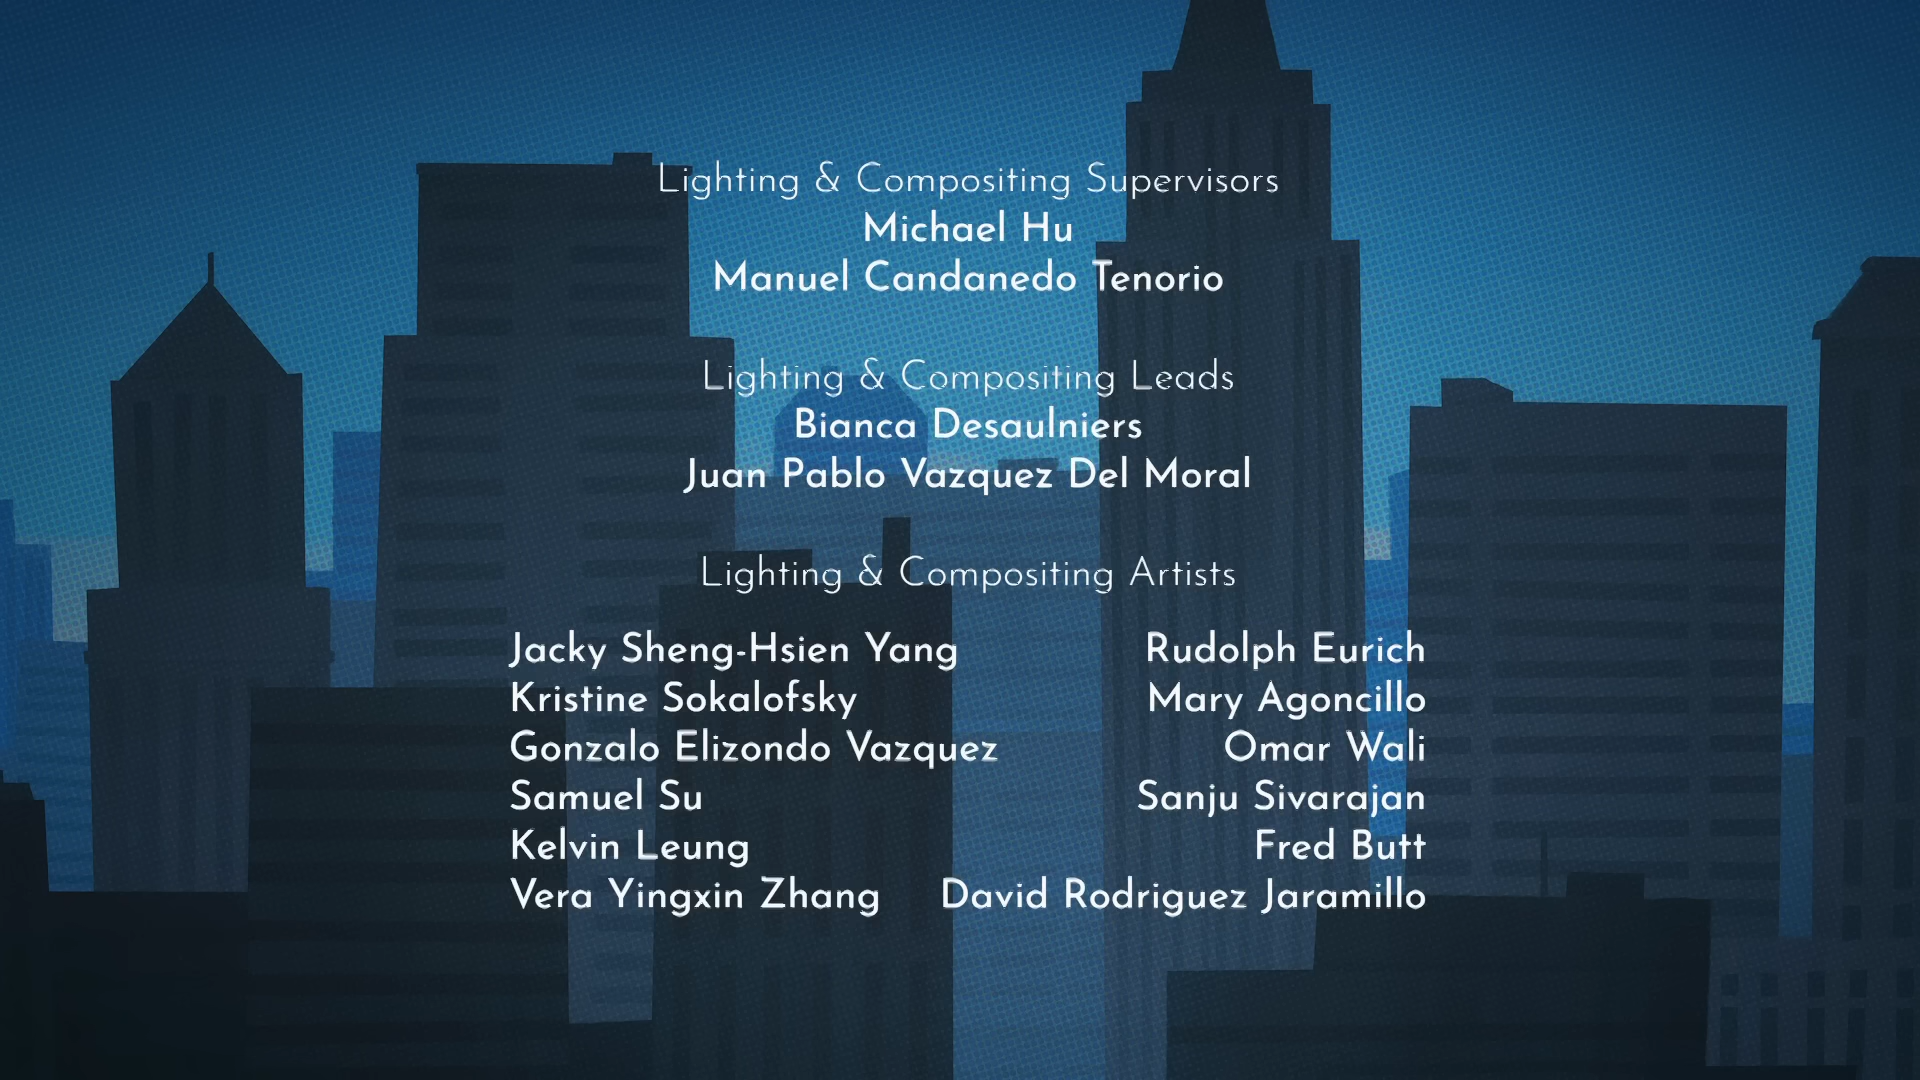 Lighting & Compositing Supervisors
Michael Hu
Manuel Candanedo Tenorio
Lighting & Compositing Leads
Bianca Desaulniers
Juan Pablo Vazquez Del Moral
Lighting & Compositing Artists
Jacky Sheng-Hsien Yang Rudolph Eurich
Kristine Sokalofsky Mary Agoncillo
Gonzalo Elizondo Vazquez Omar Wali
Samuel Su Sanju Sivarajan
Kelvin Leung Fred Butt
Vera Yingxin Zhang David Rodriguez Jaramillo